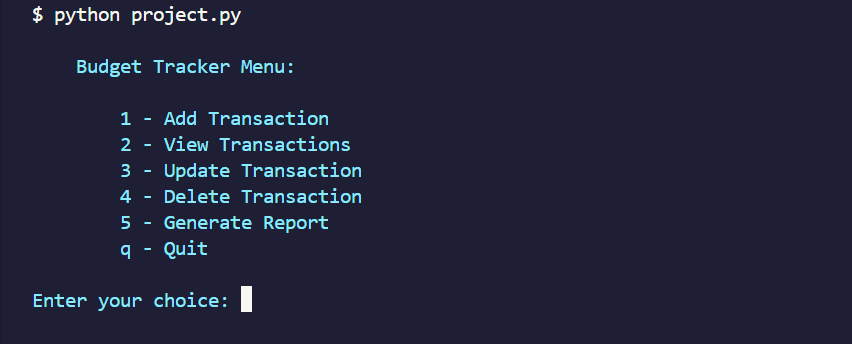 $ python project.py
Budget Tracker Menu:
1 - Add Transaction
2 - View Transactions
3 - Update Transaction
4 - Delete Transaction
5 - Generate Report
q - Quit
Enter your choice: